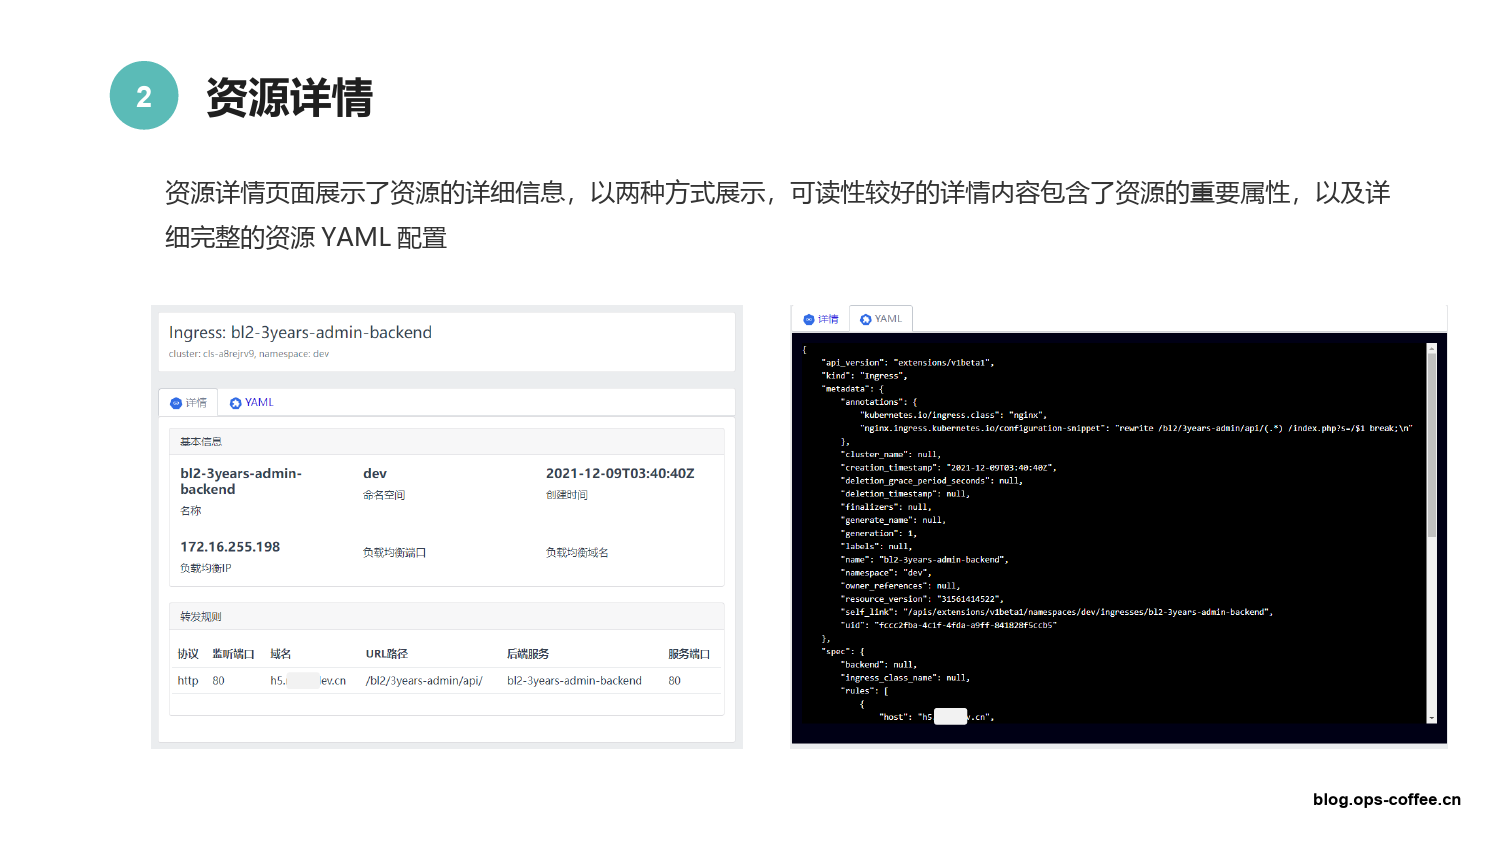 2
资源详情
资源详情页面展示了资源的详细信息，以两种方式展示，可读性较好的详情内容包含了资源的重要属性，以及详
细完整的资源 YAML 配置
Ingress: bl2-3years-admin-backend
cluster: cls-a8rejrv9, namespace: dev
详情 YAML
基本信息
bl2-3years-admin-
backend
名称
dev
命名空间
2021-12-09T03:40:40Z
创建时间
172.16.255.198
负载均衡IP
负载均衡端口
负载均衡域名
转发规则
协议 监听端口 域名 URL路径 后端服务 服务端口
http 80 h5. ev.cn /bl2/3years-admin/api/ bl2-3years-admin-backend 80
详情 YAML
{
"api_version": "extensions/v1beta1",
"kind": "Ingress",
"metadata": {
"annotations": {
"kubernetes.io/ingress.class": "nginx",
"nginx.ingress.kubernetes.io/configuration-snippet": "rewrite /bl2/3years-admin/api/(.*) /index.php?s=/$1 break;\n"
},
"cluster_name": null,
"creation_timestamp": "2021-12-09T03:40:40Z",
"deletion_grace_period_seconds": null,
"deletion_timestamp": null,
"finalizers": null,
"generate_name": null,
"generation": 1,
"labels": null,
"name": "bl2-3years-admin-backend",
"namespace": "dev",
"owner_references": null,
"resource_version": "31561414522",
"self_link": "/apis/extensions/v1beta1/namespaces/dev/ingresses/bl2-3years-admin-backend",
"uid": "fccc2fba-4c1f-4fda-a9ff-841828f5ccb5"
},
"spec": {
"backend": null,
"ingress_class_name": null,
"rules": [
{
"host": "h5. v.cn",
blog.ops-coffee.cn